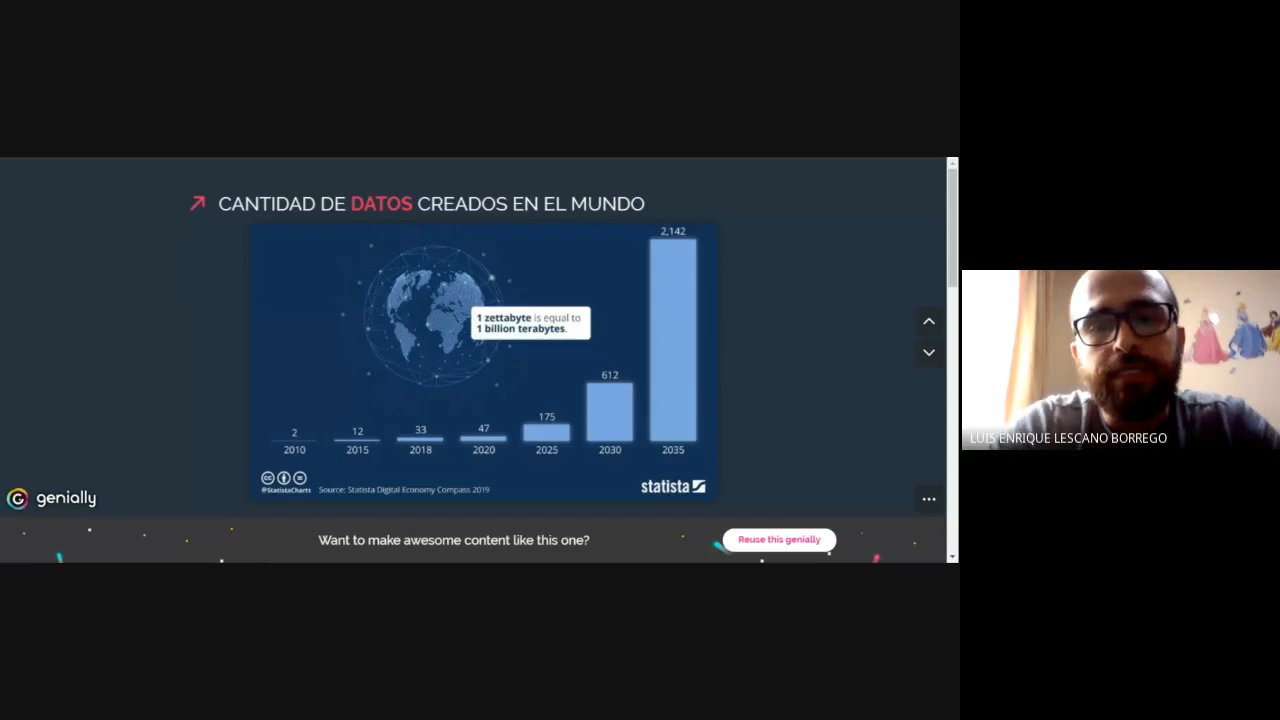 CANTIDAD DE DATOS CREADOS EN EL MUNDO
2,142
1 zettabyte is equal to
1 billion terabytes.
612
175
47
33
12
2
2010 2015 2018 2020 2025 2030 2035
@StatistaCharts Source: Statista Digital Economy Compass 2019
statista
genially
Want to make awesome content like this one?
Reuse this genially
LUIS ENRIQUE LESCANO BORREGO